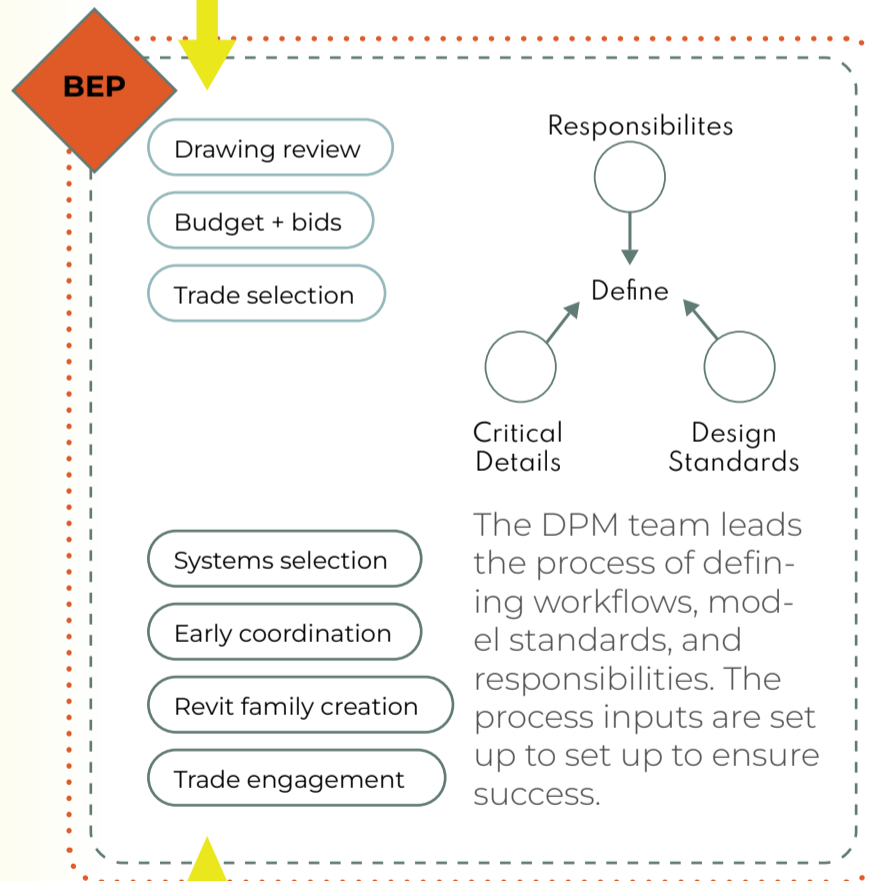 BEP
Drawing review
Budget + bids
Trade selection
Responsibilites
Define
Critical
Details
Design
Standards
Systems selection
Early coordination
Revit family creation
Trade engagement
The DPM team leads
the process of defin-
ing workflows, mod-
el standards, and
responsibilities. The
process inputs are set
up to set up to ensure
success.